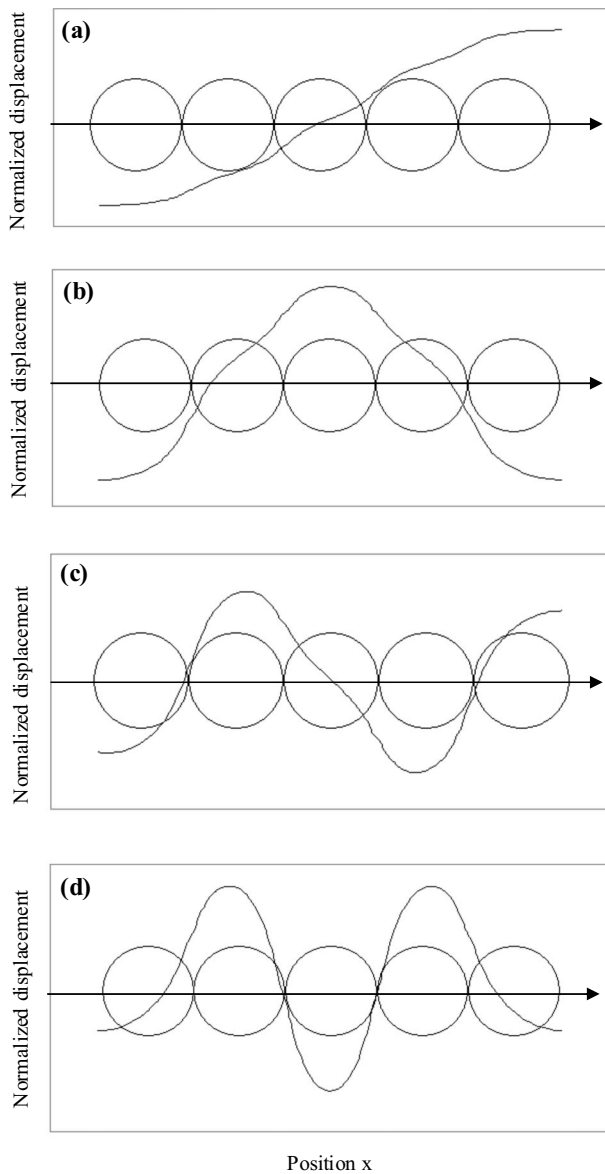 (a)
Normalized displacement
(b)
Normalized displacement
(c)
Normalized displacement
(d)
Normalized displacement
Position x